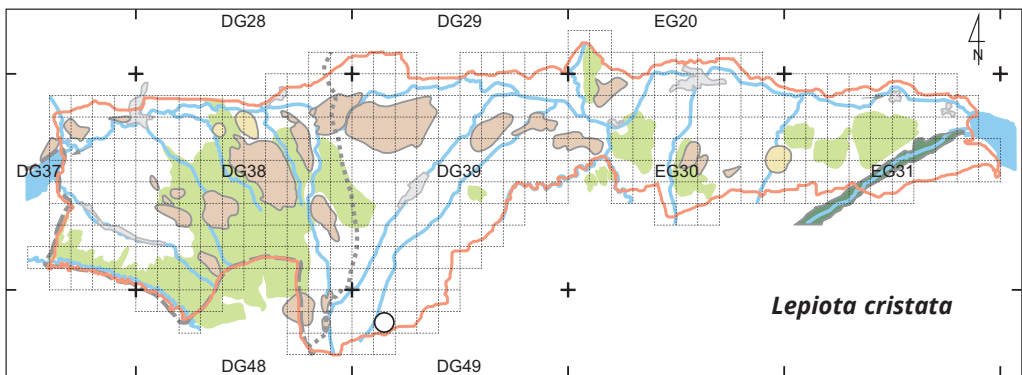 DG28 DG29 EG20
N
DG37 DG38 DG39 EG30 EG31
Lepiota cristata
DG48 DG49